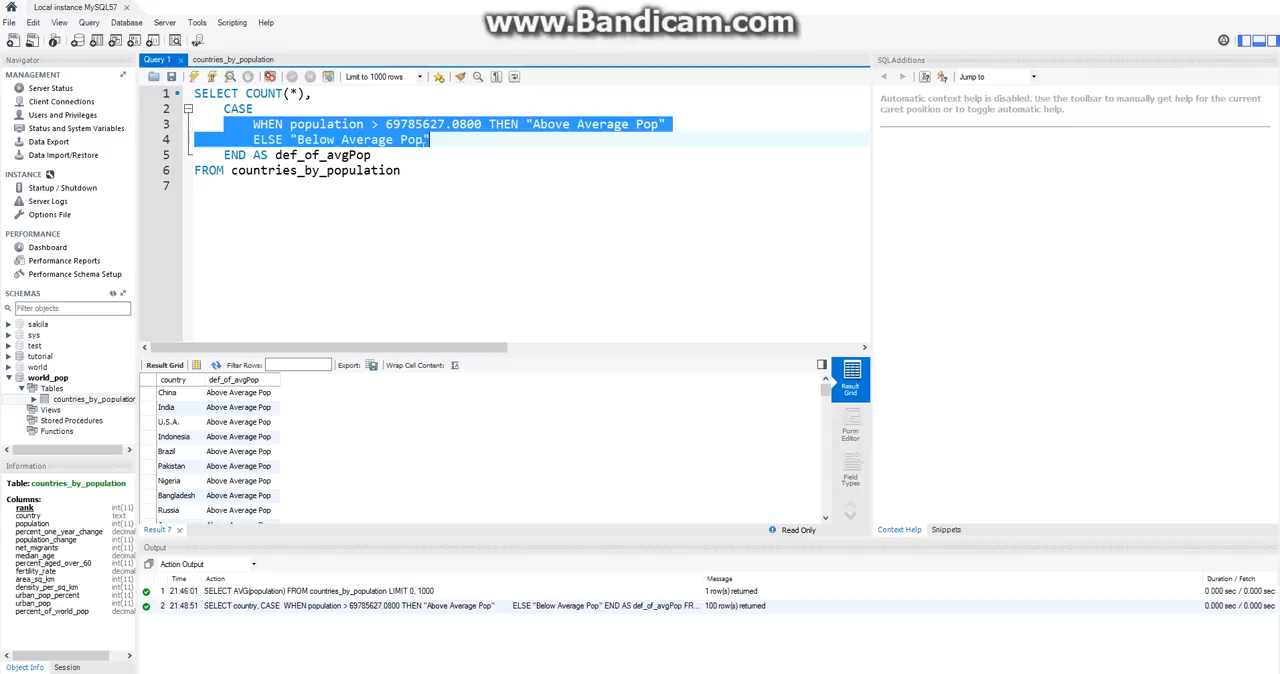 Local instance MySQL57 ×
www.Bandicam.com
File Edit View Query Database Server Tools Scripting Help
Navigator
Query 1 × countries_by_population
SQLAdditions
MANAGEMENT
Server Status
Client Connections
Users and Privileges
Status and System Variables
Data Export
Data Import/Restore
INSTANCE
Startup / Shutdown
Server Logs
Options File
PERFORMANCE
Dashboard
Performance Reports
Performance Schema Setup
SCHEMAS
Filter objects
sakila
sys
test
tutorial
world
world_pop
Tables
countries_by_population
Views
Stored Procedures
Functions
Limit to 1000 rows
1 SELECT COUNT(*),
2 CASE
3 WHEN population > 69785627.0800 THEN "Above Average Pop"
4 ELSE "Below Average Pop"
5 END AS def_of_avgPop
6 FROM countries_by_population
7
Jump to
Automatic context help is disabled. Use the toolbar to manually get help for the current
caret position or to toggle automatic help.
Result Grid Filter Rows: Export: Wrap Cell Content:
country def_of_avgPop
China Above Average Pop
India Above Average Pop
U.S.A. Above Average Pop
Indonesia Above Average Pop
Brazil Above Average Pop
Pakistan Above Average Pop
Nigeria Above Average Pop
Bangladesh Above Average Pop
Russia Above Average Pop
Result Grid
Form Editor
Field Types
Result 7 ×
Read Only
Context Help Snippets
Information
Table: countries_by_population
Columns:
rank int(11)
country text
population int(11)
percent_one_year_change decimal
population_change int(11)
net_migrants int(11)
median_age decimal
percent_aged_over_60 int(11)
fertility_rate decimal
area_sq_km int(11)
density_per_sq_km int(11)
urban_pop_percent int(11)
urban_pop int(11)
percent_of_world_pop decimal
Object Info Session
Output
Action Output
Time Action Message Duration / Fetch
1 21:46:01 SELECT AVG(population) FROM countries_by_population LIMIT 0, 1000 1 row(s) returned 0.000 sec / 0.000 sec
2 21:48:51 SELECT country, CASE WHEN population > 69785627.0800 THEN "Above Average Pop" ELSE "Below Average Pop" END AS def_of_avgPop FR... 100 row(s) returned 0.000 sec / 0.000 sec